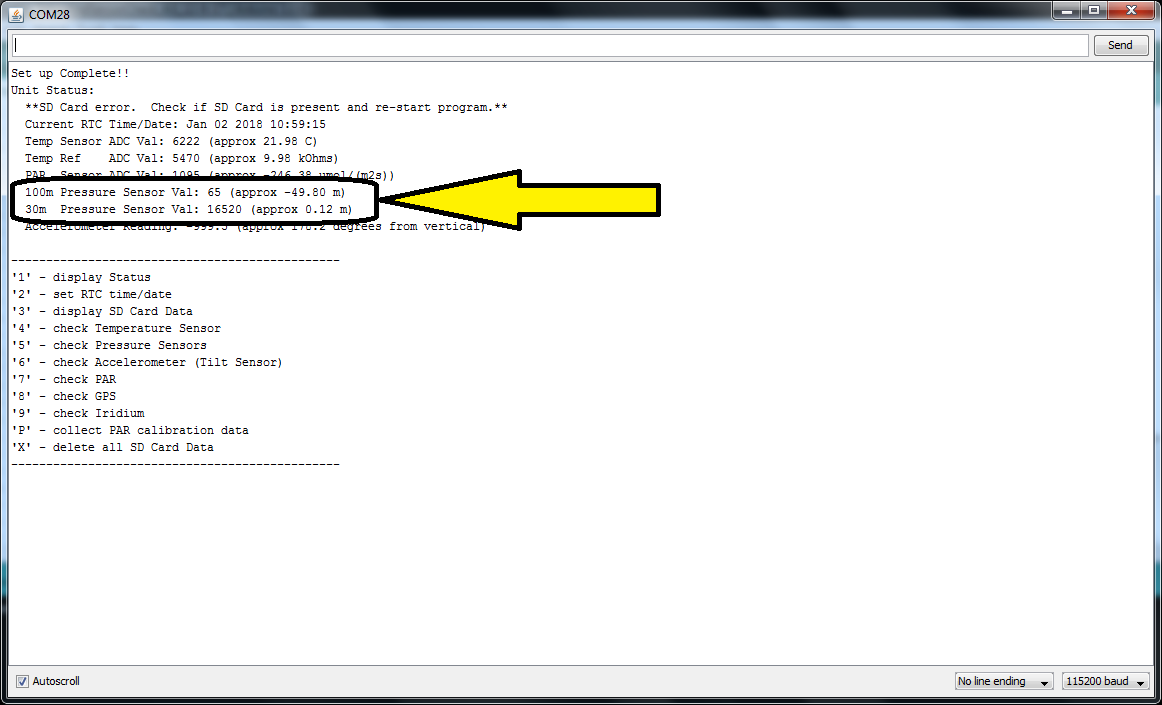 COM28
Send
Set up Complete!!
Unit Status:
**SD Card error.  Check if SD Card is present and re-start program.**
Current RTC Time/Date: Jan 02 2018 10:59:15
Temp Sensor ADC Val: 6222 (approx 21.98 C)
Temp Ref    ADC Val: 5470 (approx 9.98 kOhms)
PAR  Sensor ADC Val: 1095 (approx -246.38 umol/(m2s))
100m Pressure Sensor Val: 65 (approx -49.80 m)
30m  Pressure Sensor Val: 16520 (approx 0.12 m)
Accelerometer Reading: -999.5 (approx 178.2 degrees from vertical)
-----------------------------------------------
'1' - display Status
'2' - set RTC time/date
'3' - display SD Card Data
'4' - check Temperature Sensor
'5' - check Pressure Sensors
'6' - check Accelerometer (Tilt Sensor)
'7' - check PAR
'8' - check GPS
'9' - check Iridium
'P' - collect PAR calibration data
'X' - delete all SD Card Data
-----------------------------------------------
Autoscroll
No line ending
115200 baud